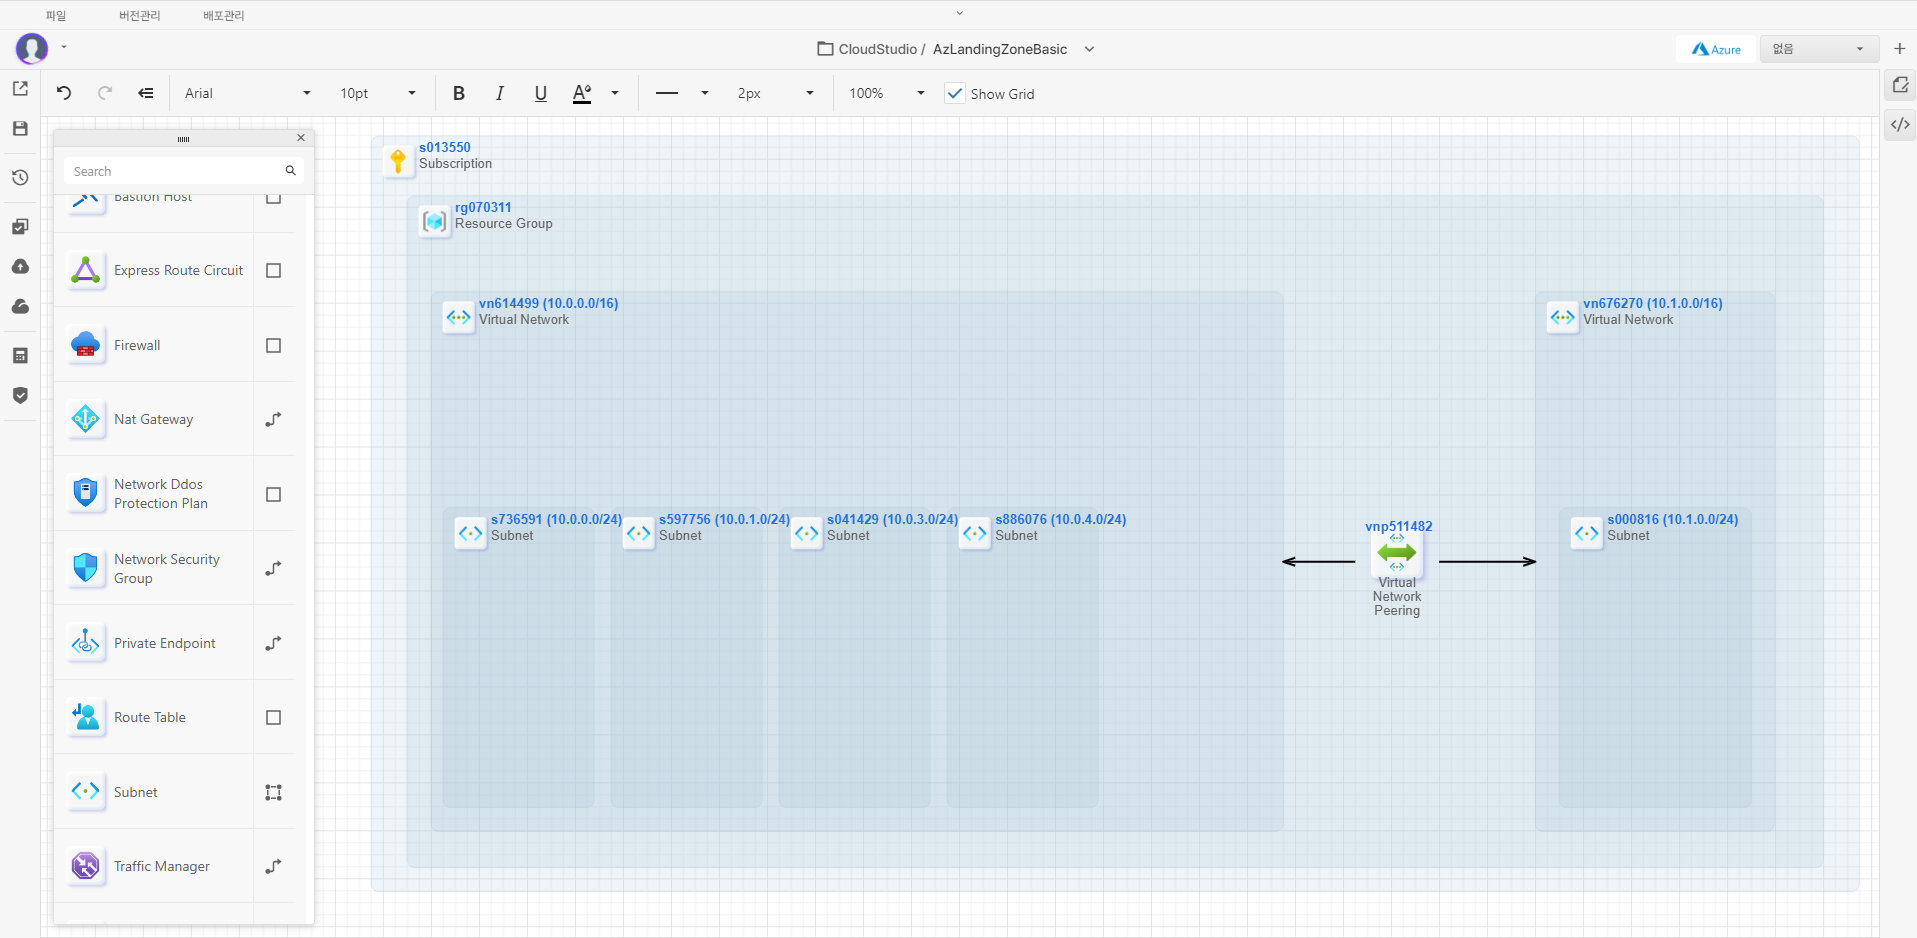 파일 버전관리 배포관리
CloudStudio / AzLandingZoneBasic
Azure 없음
Arial 10pt B I U A 2px 100% Show Grid
Search
Bastion Host
Express Route Circuit
Firewall
Nat Gateway
Network Ddos
Protection Plan
Network Security
Group
Private Endpoint
Route Table
Subnet
Traffic Manager
s013550
Subscription
rg070311
Resource Group
vn614499 (10.0.0.0/16)
Virtual Network
vn676270 (10.1.0.0/16)
Virtual Network
s736591 (10.0.0.0/24)
Subnet
s597756 (10.0.1.0/24)
Subnet
s041429 (10.0.3.0/24)
Subnet
s886076 (10.0.4.0/24)
Subnet
vnp511482
Virtual
Network
Peering
s000816 (10.1.0.0/24)
Subnet